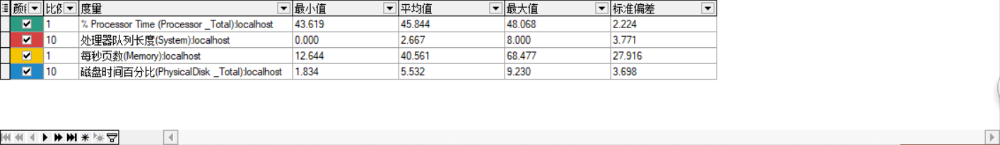 颜 比例 度量 最小值 平均值 最大值 标准偏差
1 % Processor Time (Processor _Total):localhost 43.619 45.844 48.068 2.224
10 处理器队列长度(System):localhost 0.000 2.667 8.000 3.771
1 每秒页数(Memory):localhost 12.644 40.561 68.477 27.916
10 磁盘时间百分比(PhysicalDisk _Total):localhost 1.834 5.532 9.230 3.698